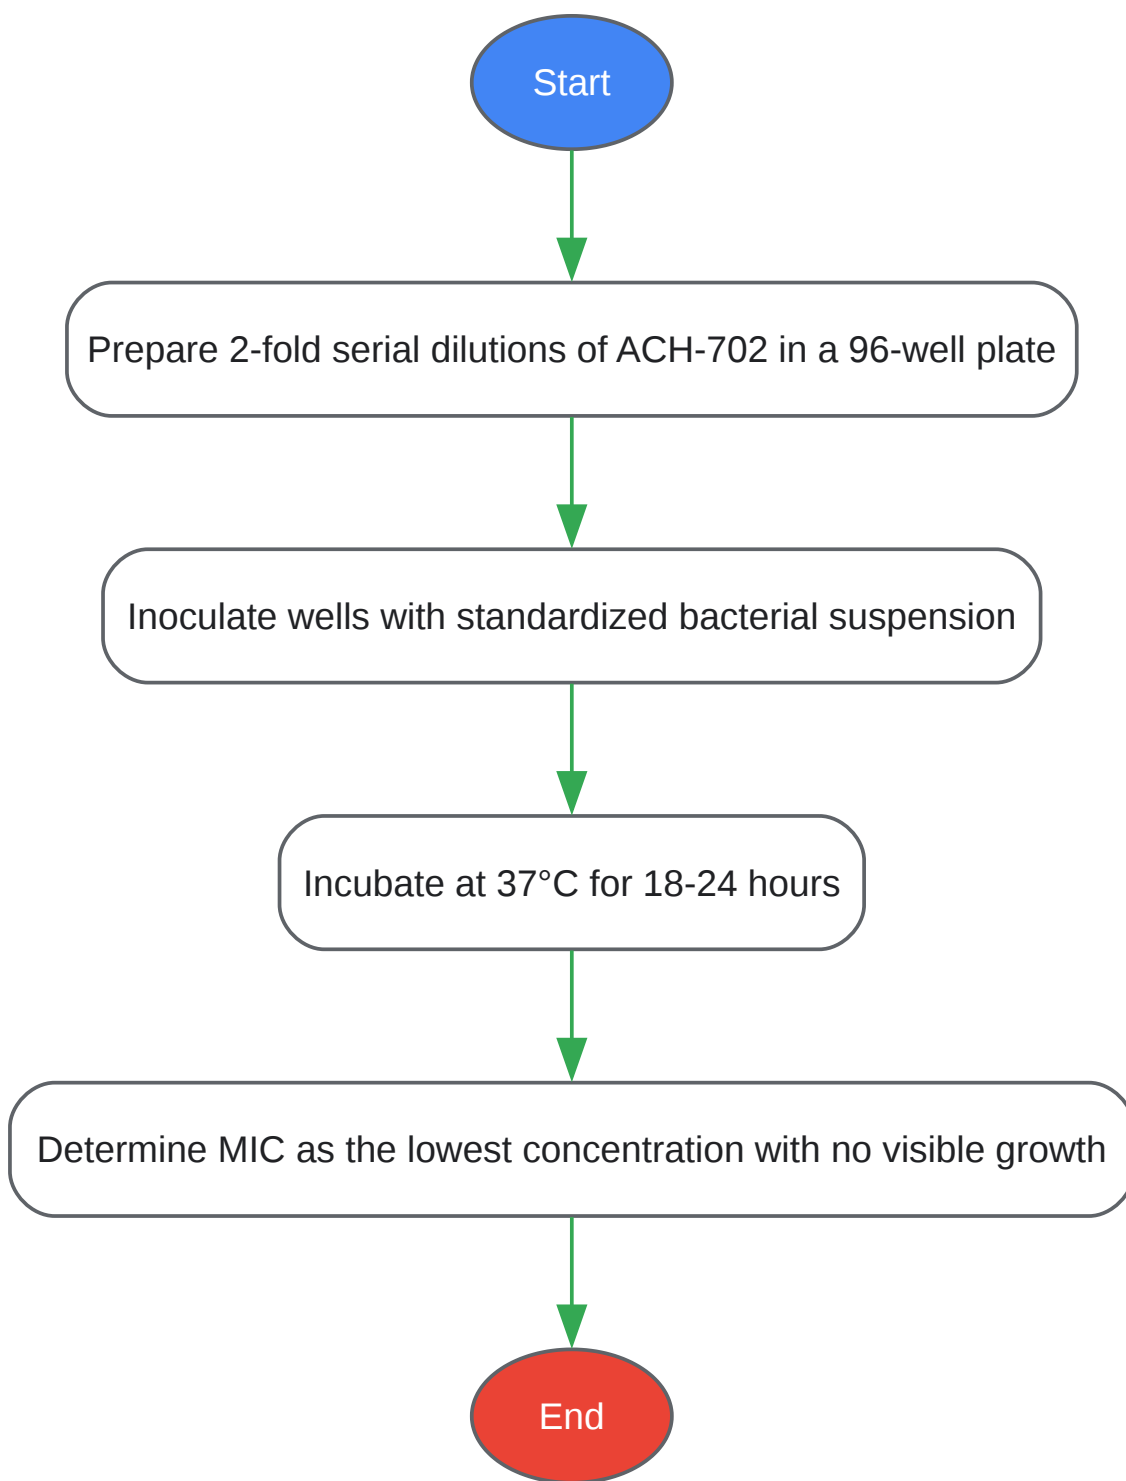 Start
Prepare 2-fold serial dilutions of ACH-702 in a 96-well plate
Inoculate wells with standardized bacterial suspension
Incubate at 37°C for 18-24 hours
Determine MIC as the lowest concentration with no visible growth
End